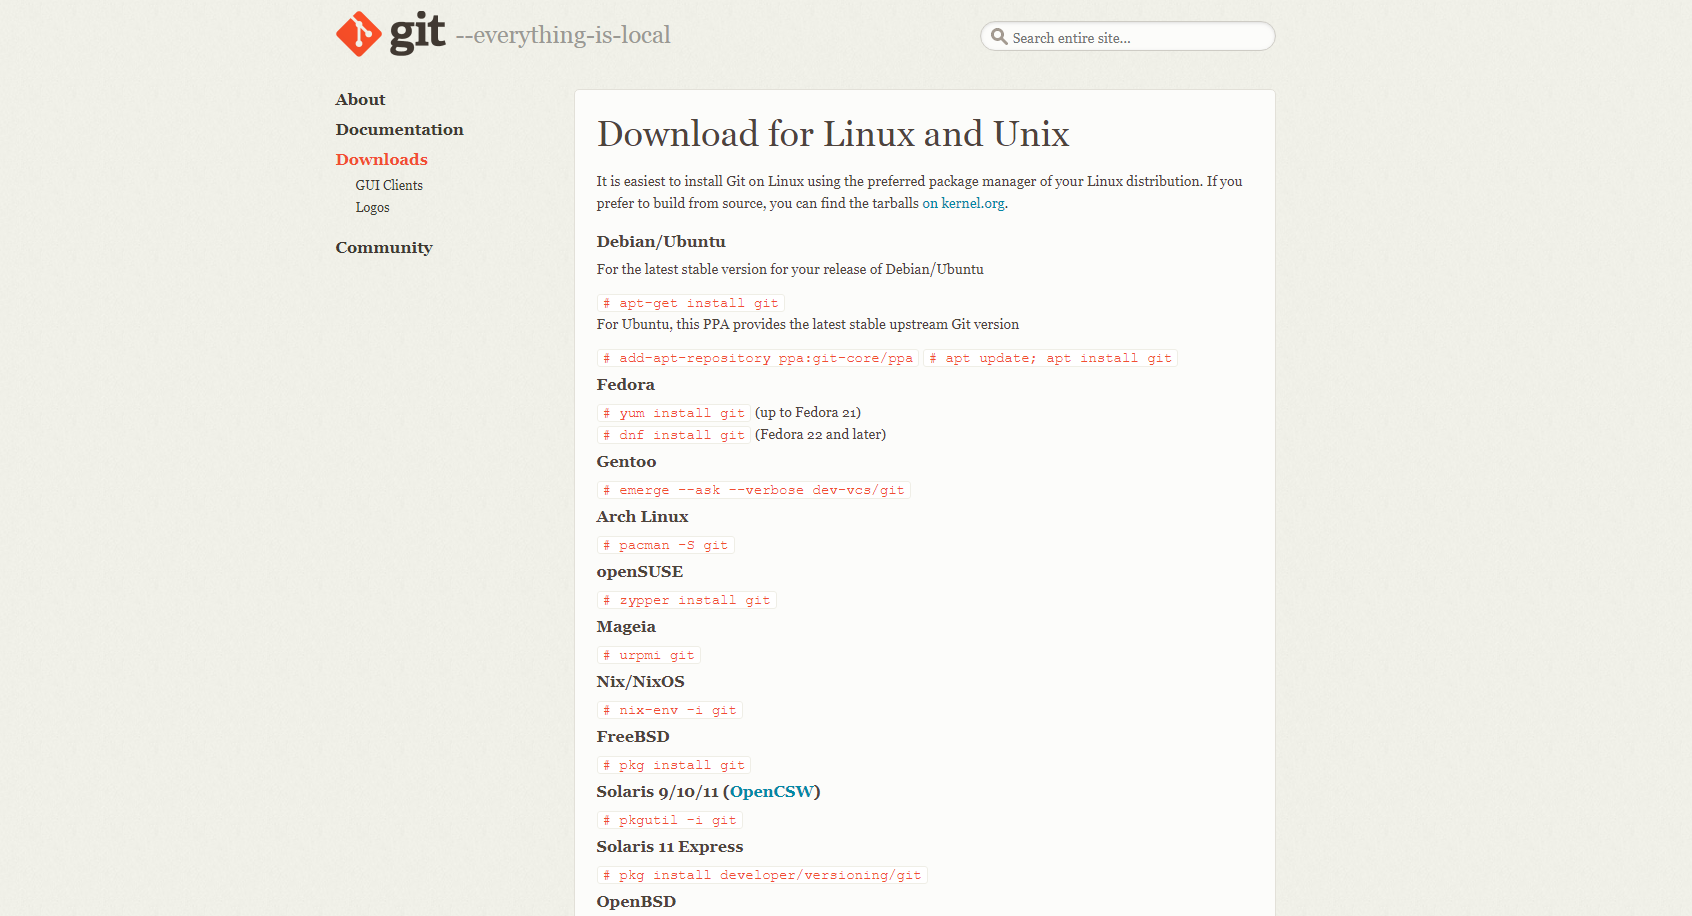 git --everything-is-local
Search entire site...
About
Documentation
Downloads
GUI Clients
Logos
Community
Download for Linux and Unix
It is easiest to install Git on Linux using the preferred package manager of your Linux distribution. If you
prefer to build from source, you can find the tarballs on kernel.org.
Debian/Ubuntu
For the latest stable version for your release of Debian/Ubuntu
# apt-get install git
For Ubuntu, this PPA provides the latest stable upstream Git version
# add-apt-repository ppa:git-core/ppa # apt update; apt install git
Fedora
# yum install git (up to Fedora 21)
# dnf install git (Fedora 22 and later)
Gentoo
# emerge --ask --verbose dev-vcs/git
Arch Linux
# pacman -S git
openSUSE
# zypper install git
Mageia
# urpmi git
Nix/NixOS
# nix-env -i git
FreeBSD
# pkg install git
Solaris 9/10/11 (OpenCSW)
# pkgutil -i git
Solaris 11 Express
# pkg install developer/versioning/git
OpenBSD